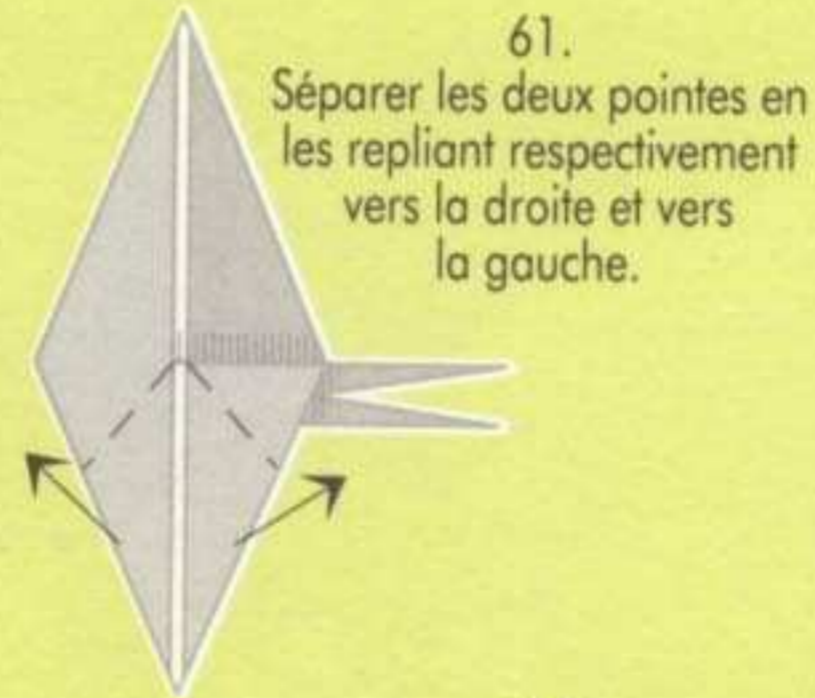 61.
Séparer les deux pointes en
les repliant respectivement
vers la droite et vers
la gauche.